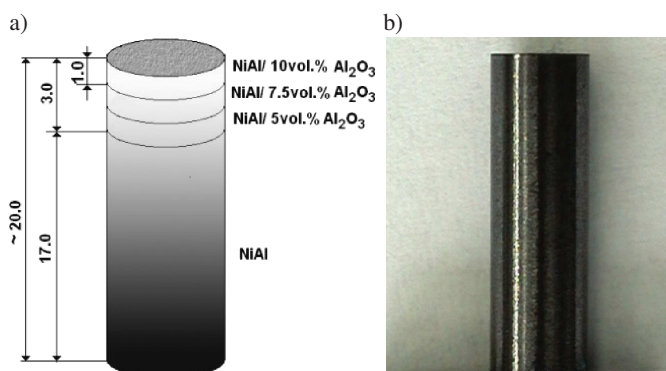 a)
b)
1.0
3.0
~ 20.0
17.0
NiAl/ 10vol.% Al₂O₃
NiAl/ 7.5vol.% Al₂O₃
NiAl/ 5vol.% Al₂O₃
NiAl